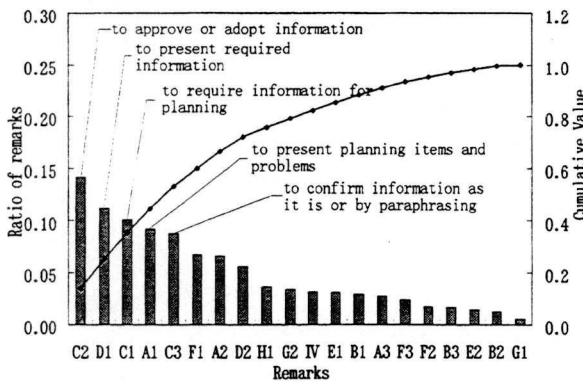 to approve or adopt information
to present required
information
to require information for
planning
to present planning items and
problems
to confirm information as
it is or by paraphrasing
Ratio of remarks
0.30
0.25
0.20
0.15
0.10
0.05
0.00
Cumulative Value
1.2
1.0
0.8
0.6
0.4
0.2
0.0
C2 D1 C1 A1 C3 F1 A2 D2 H1 G2 IV E1 B1 A3 F3 F2 B3 E2 B2 G1
Remarks